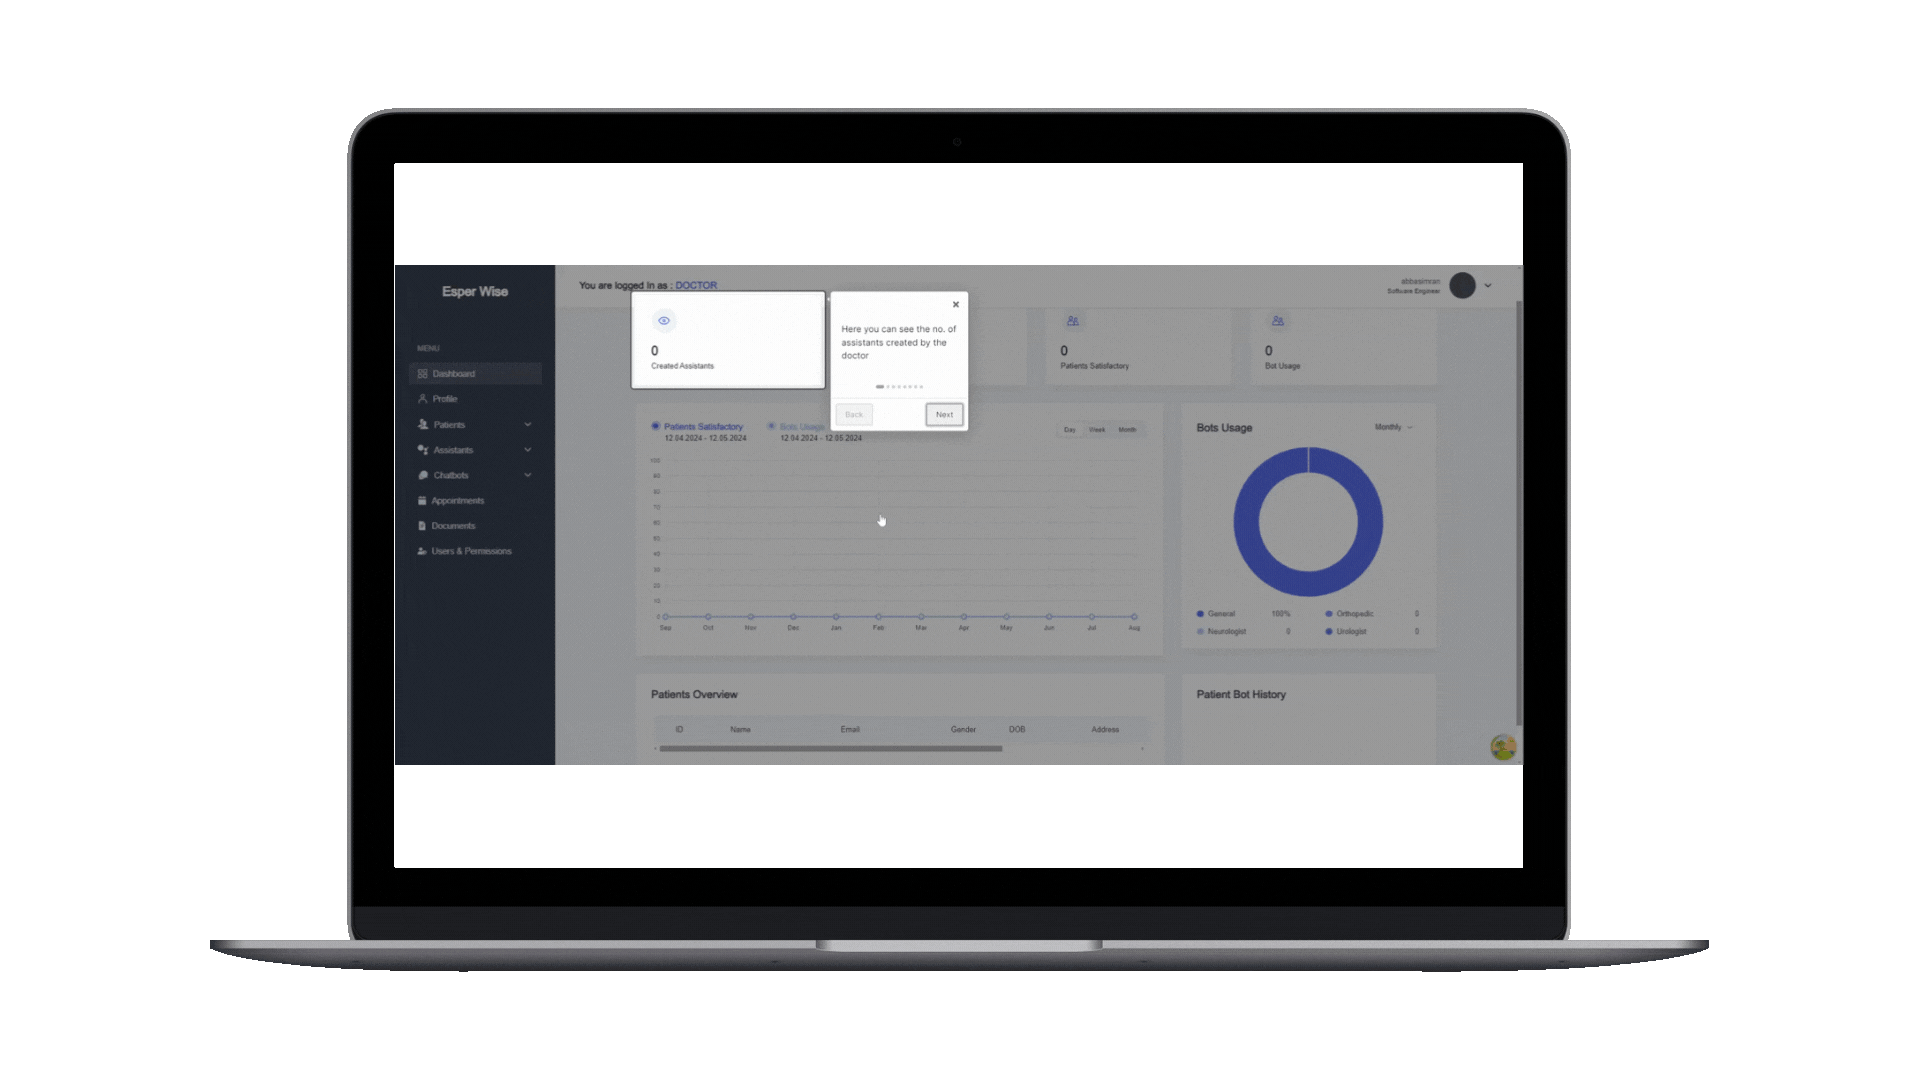 Esper Wise
MENU
Dashboard
Profile
Patients
Assistants
Chatbots
Appointments
Documents
Users & Permissions
You are logged In as : DOCTOR
abbasimran
Software Engineer
0
Created Assistants
Here you can see the no. of
assistants created by the
doctor
Back
Next
0
Patients Satisfactory
0
Bot Usage
Patients Satisfactory
12.04.2024 - 12.05.2024
Bots Usage
12.04.2024 - 12.05.2024
Day Week Month
100
90
80
70
60
50
40
30
20
10
0
Sep Oct Nov Dec Jan Feb Mar Apr May Jun Jul Aug
Bots Usage
Monthly
General 100% Orthopedic 0
Neurologist 0 Urologist 0
Patients Overview
ID Name Email Gender DOB Address
Patient Bot History